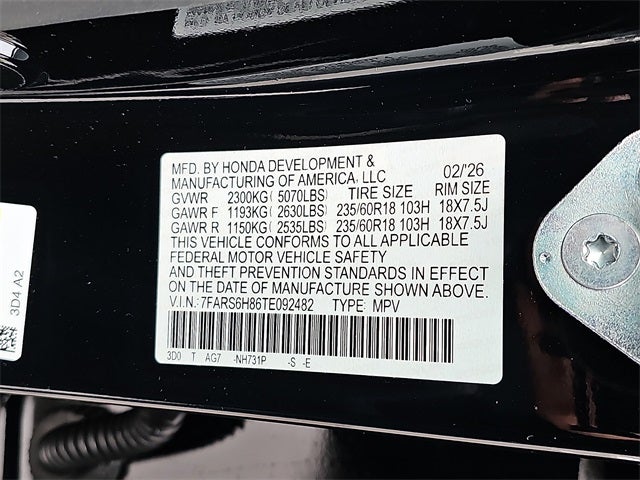 MFD. BY HONDA DEVELOPMENT &
MANUFACTURING OF AMERICA, LLC 02/'26
GVWR 2300KG( 5070LBS) TIRE SIZE RIM SIZE
GAWR F 1193KG( 2630LBS) 235/60R18 103H 18X7.5J
GAWR R 1150KG( 2535LBS) 235/60R18 103H 18X7.5J
THIS VEHICLE CONFORMS TO ALL APPLICABLE
FEDERAL MOTOR VEHICLE SAFETY
AND THEFT PREVENTION STANDARDS IN EFFECT
ON THE DATE OF MANUFACTURE SHOWN ABOVE.
V.I.N.: 7FARS6H86TE092482 TYPE: MPV
3D0 T AG7 -NH731P -S -E
3D4 A2